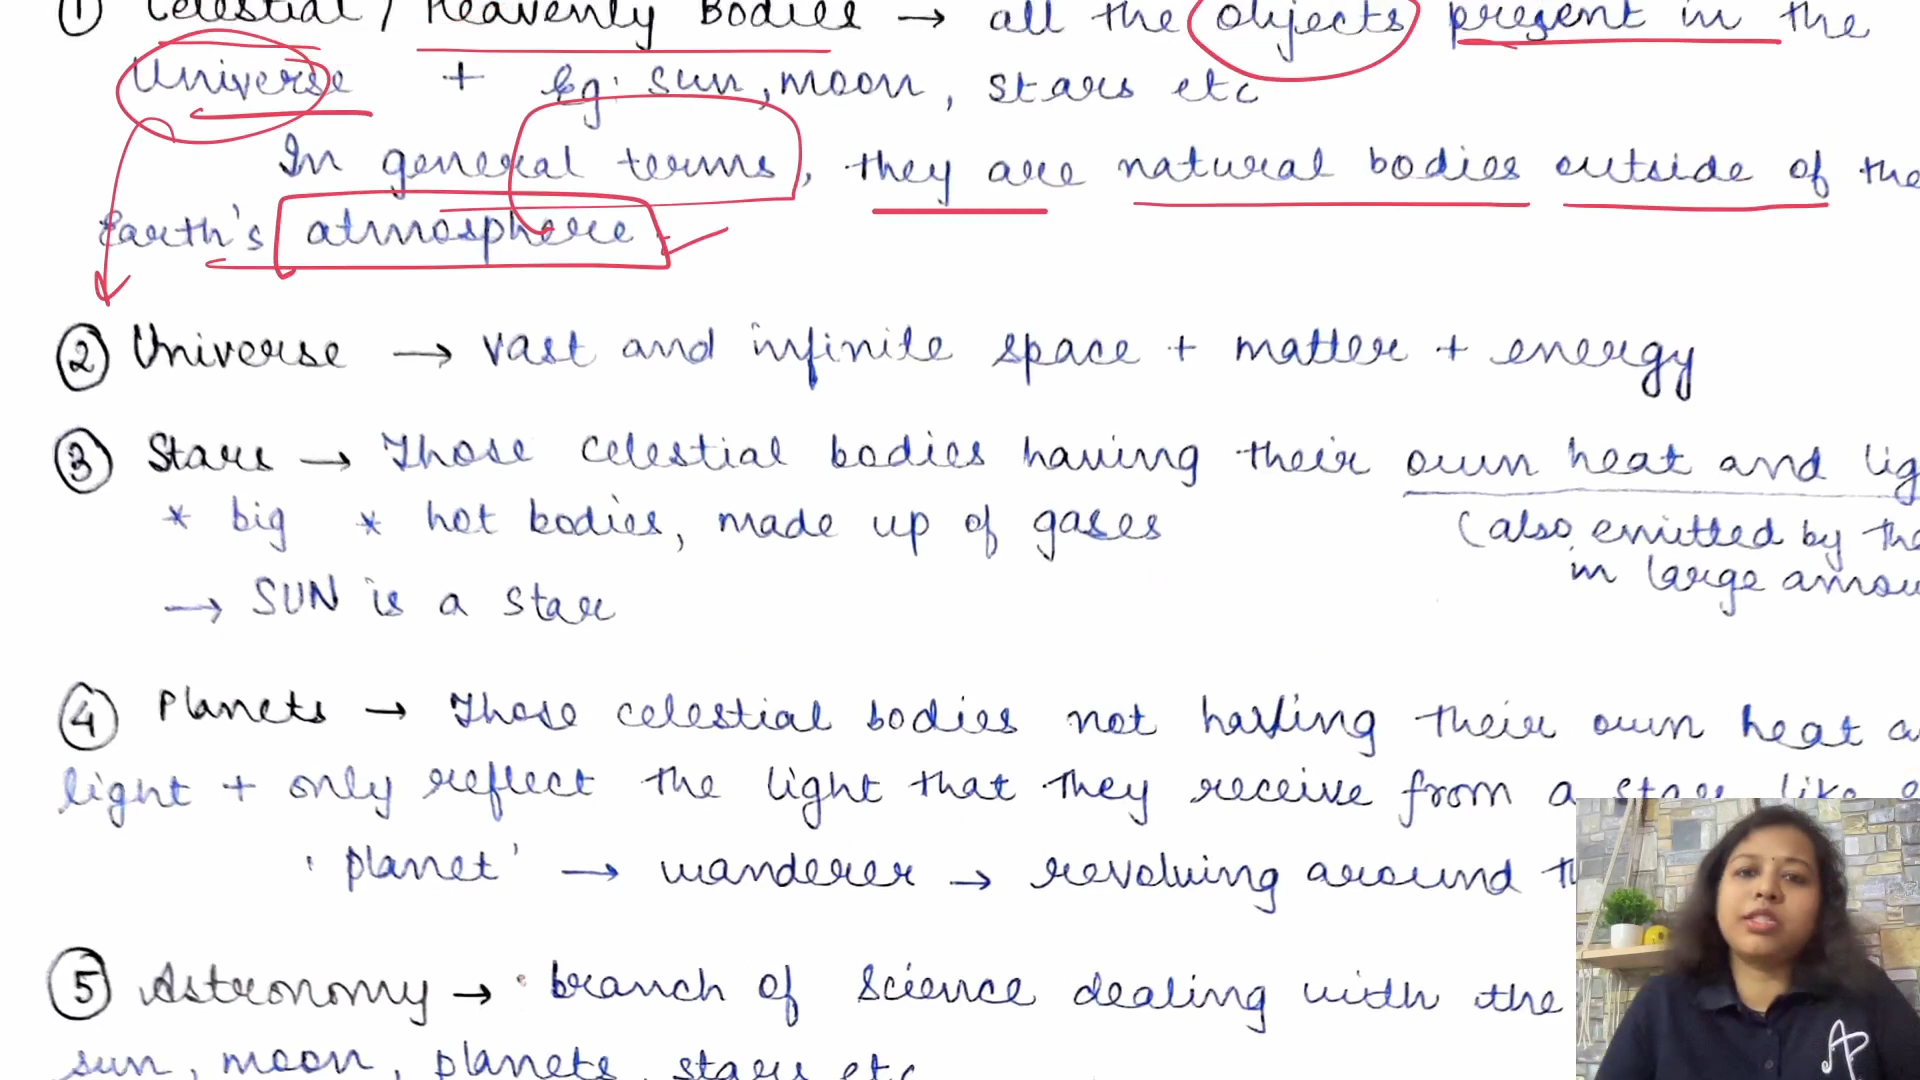 ① Celestial / Heavenly Bodies → all the objects present in the
Universe + Eg: sun, moon, stars etc
In general terms, they are natural bodies outside of the
Earth's atmosphere.
② Universe → vast and infinite space + matter + energy
③ Stars → Those celestial bodies having their own heat and lig
* big * hot bodies, made up of gases
(also emitted by the
in large amou
→ SUN is a star
④ Planets → Those celestial bodies not having their own heat a
light + only reflect the light that they receive from a star like
'planet' → wanderer → revolving around
⑤ Astronomy → branch of science dealing with the
sun, moon, planets, stars etc
AP